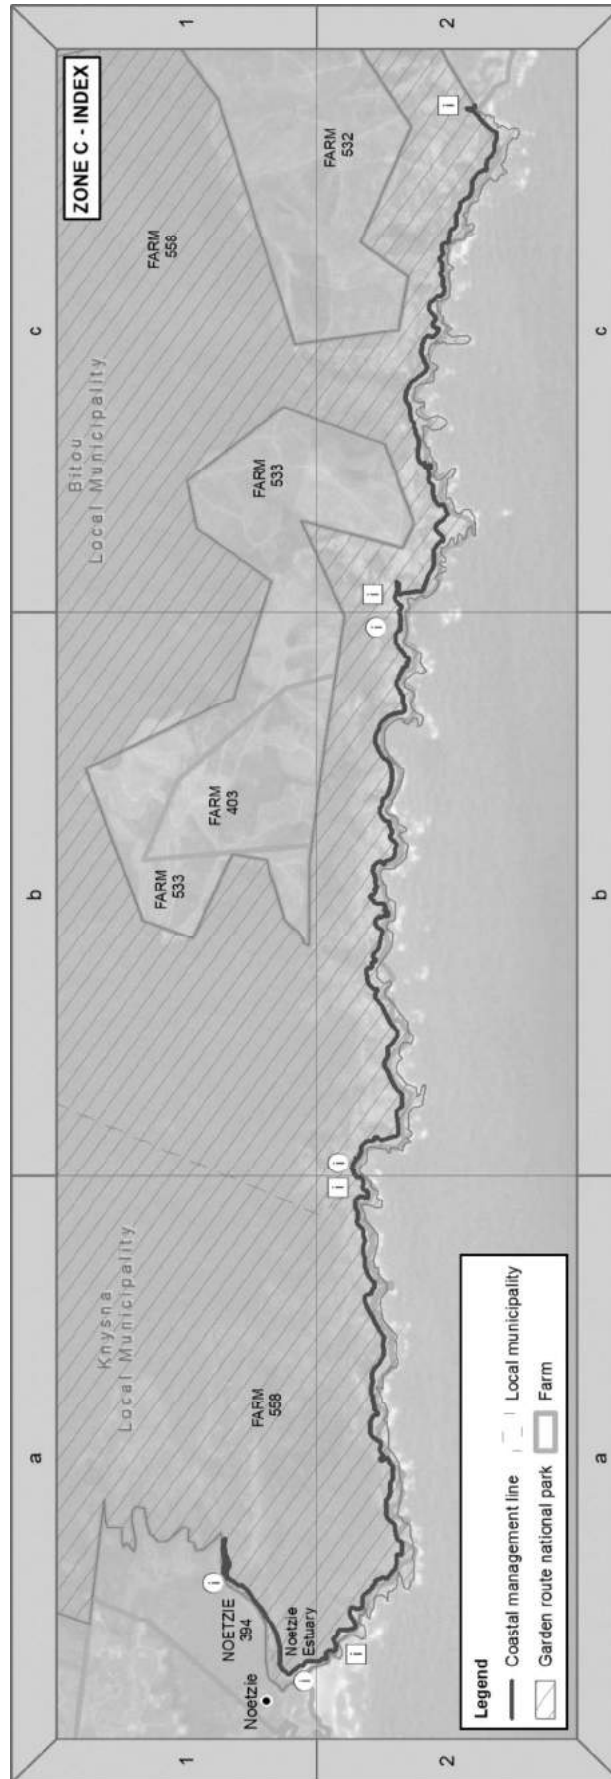 ZONE C - INDEX
a
b
c
1
2
Knysna
Local Municipality
Bitou
Local Municipality
FARM
558
FARM
532
FARM
533
FARM
403
FARM
533
FARM
558
NOETZIE
394
Noetzie
Noetzie
Estuary
i
i
i
i
i
i
i
i
Legend
Coastal management line
Local municipality
Garden route national park
Farm
1
2
a
b
c